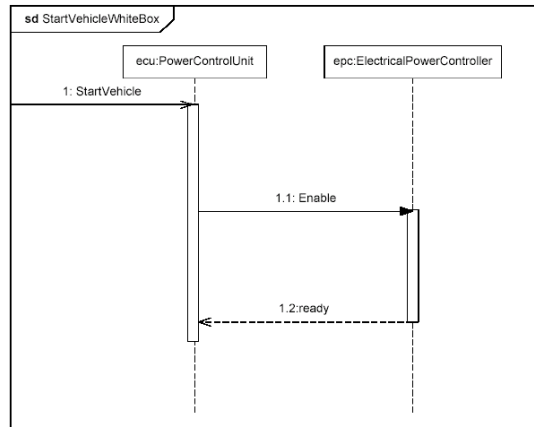 sd StartVehicleWhiteBox
ecu:PowerControlUnit
epc:ElectricalPowerController
1: StartVehicle
1.1: Enable
1.2:ready